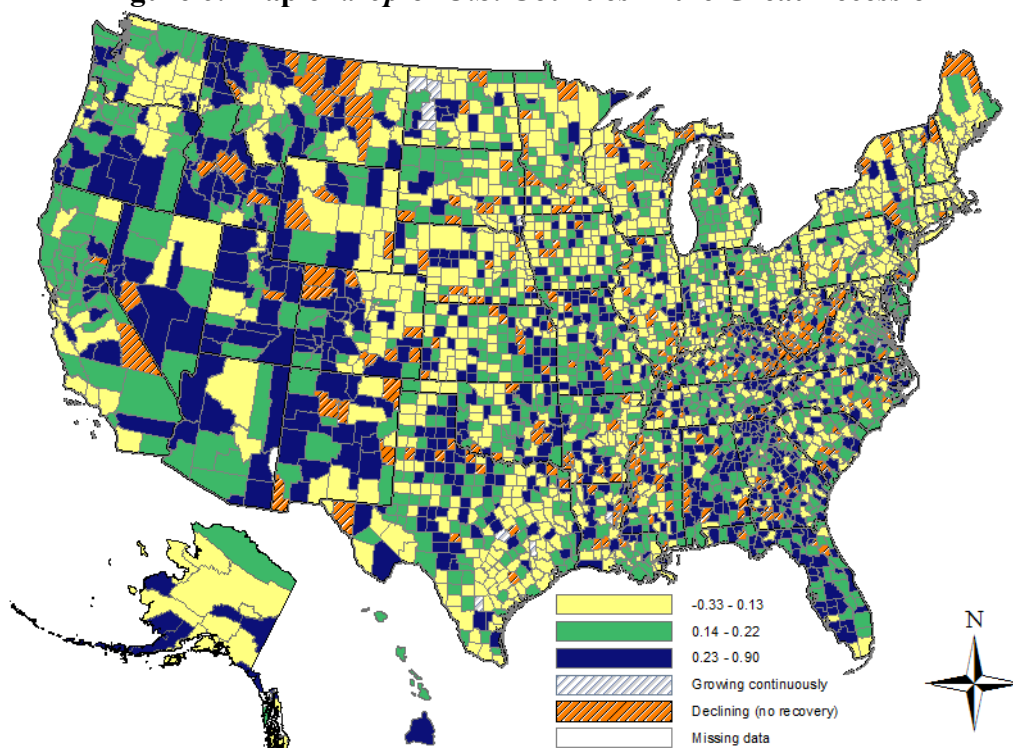 -0.33 - 0.13
0.14 - 0.22
0.23 - 0.90
Growing continuously
Declining (no recovery)
Missing data
N